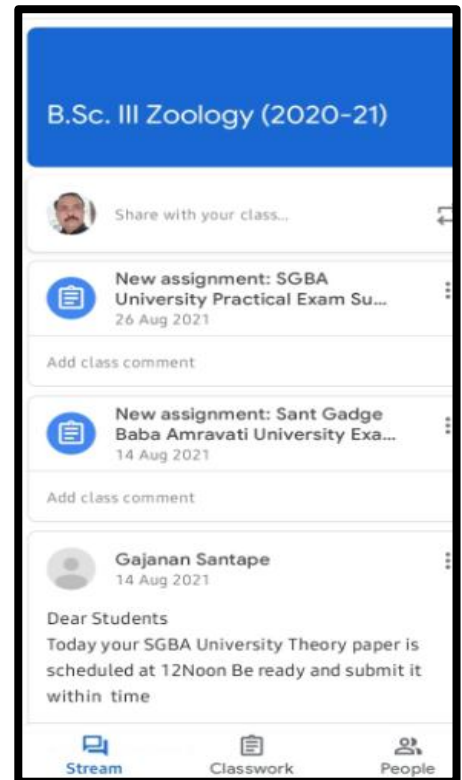 B.Sc. III Zoology (2020-21)
Share with your class...
New assignment: SGBA
University Practical Exam Su...
26 Aug 2021
Add class comment
New assignment: Sant Gadge
Baba Amravati University Exa...
14 Aug 2021
Add class comment
Gajanan Santape
14 Aug 2021
Dear Students
Today your SGBA University Theory paper is
scheduled at 12Noon Be ready and submit it
within time
Stream
Classwork
People